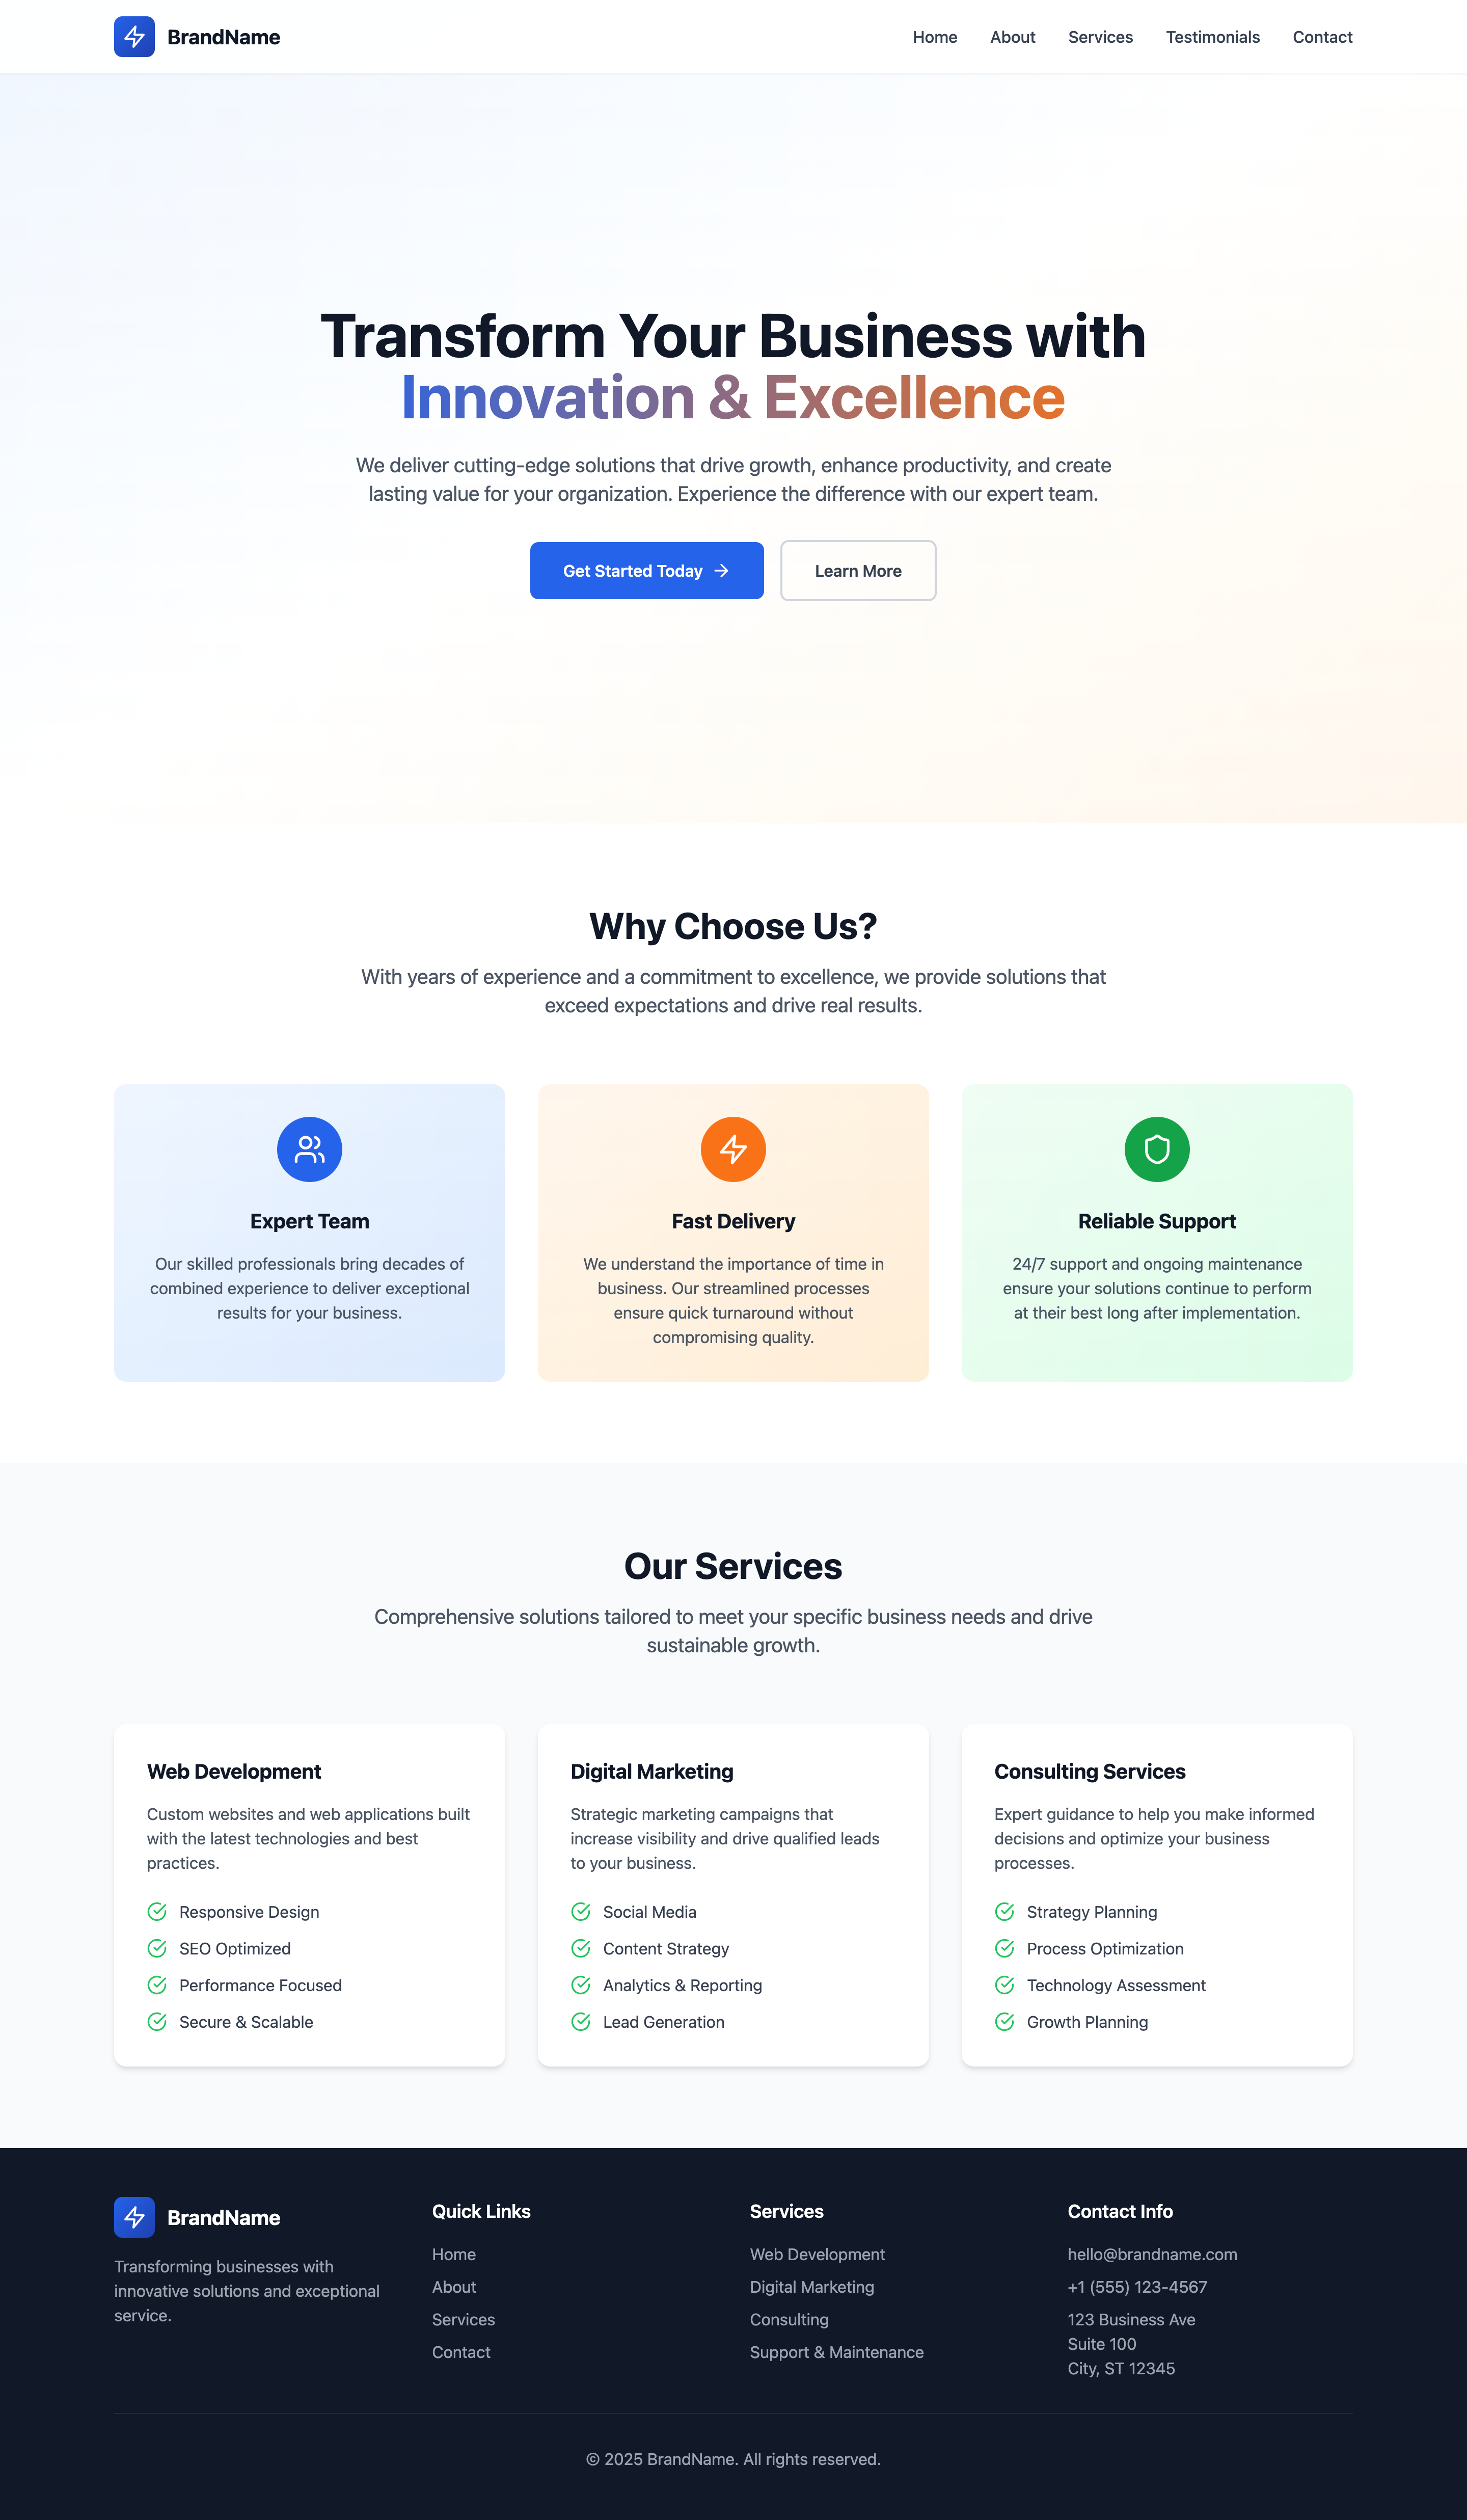 BrandName
Home About Services Testimonials Contact
Transform Your Business with
Innovation & Excellence
We deliver cutting-edge solutions that drive growth, enhance productivity, and create
lasting value for your organization. Experience the difference with our expert team.
Get Started Today
Learn More
Why Choose Us?
With years of experience and a commitment to excellence, we provide solutions that
exceed expectations and drive real results.
Expert Team
Our skilled professionals bring decades of
combined experience to deliver exceptional
results for your business.
Fast Delivery
We understand the importance of time in
business. Our streamlined processes
ensure quick turnaround without
compromising quality.
Reliable Support
24/7 support and ongoing maintenance
ensure your solutions continue to perform
at their best long after implementation.
Our Services
Comprehensive solutions tailored to meet your specific business needs and drive
sustainable growth.
Web Development
Custom websites and web applications built
with the latest technologies and best
practices.
Responsive Design
SEO Optimized
Performance Focused
Secure & Scalable
Digital Marketing
Strategic marketing campaigns that
increase visibility and drive qualified leads
to your business.
Social Media
Content Strategy
Analytics & Reporting
Lead Generation
Consulting Services
Expert guidance to help you make informed
decisions and optimize your business
processes.
Strategy Planning
Process Optimization
Technology Assessment
Growth Planning
BrandName
Transforming businesses with
innovative solutions and exceptional
service.
Quick Links
Home
About
Services
Contact
Services
Web Development
Digital Marketing
Consulting
Support & Maintenance
Contact Info
hello@brandname.com
+1 (555) 123-4567
123 Business Ave
Suite 100
City, ST 12345
© 2025 BrandName. All rights reserved.